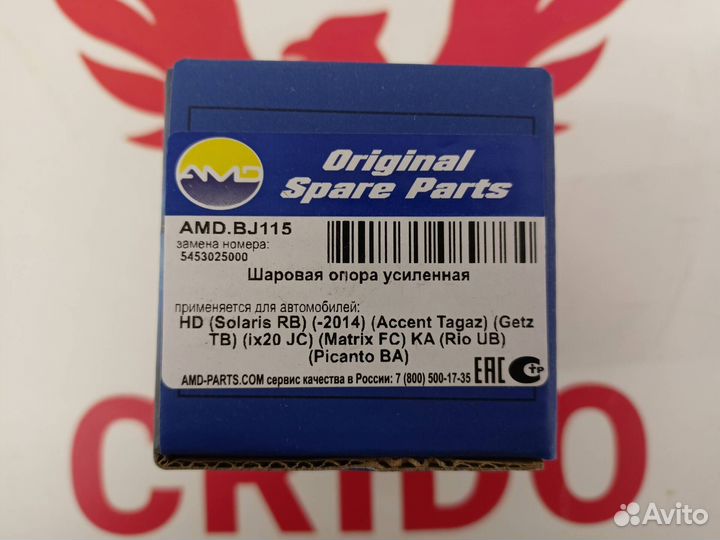 AMD
Original
Spare Parts
AMD.BJ115
замена номера:
5453025000
Шаровая опора усиленная
применяется для автомобилей:
HD (Solaris RB) (-2014) (Accent Tagaz) (Getz
TB) (ix20 JC) (Matrix FC) KA (Rio UB)
(Picanto BA)
AMD-PARTS.COM сервис качества в России: 7 (800) 500-17-35
EAC
СТР
CRIDO
Avito